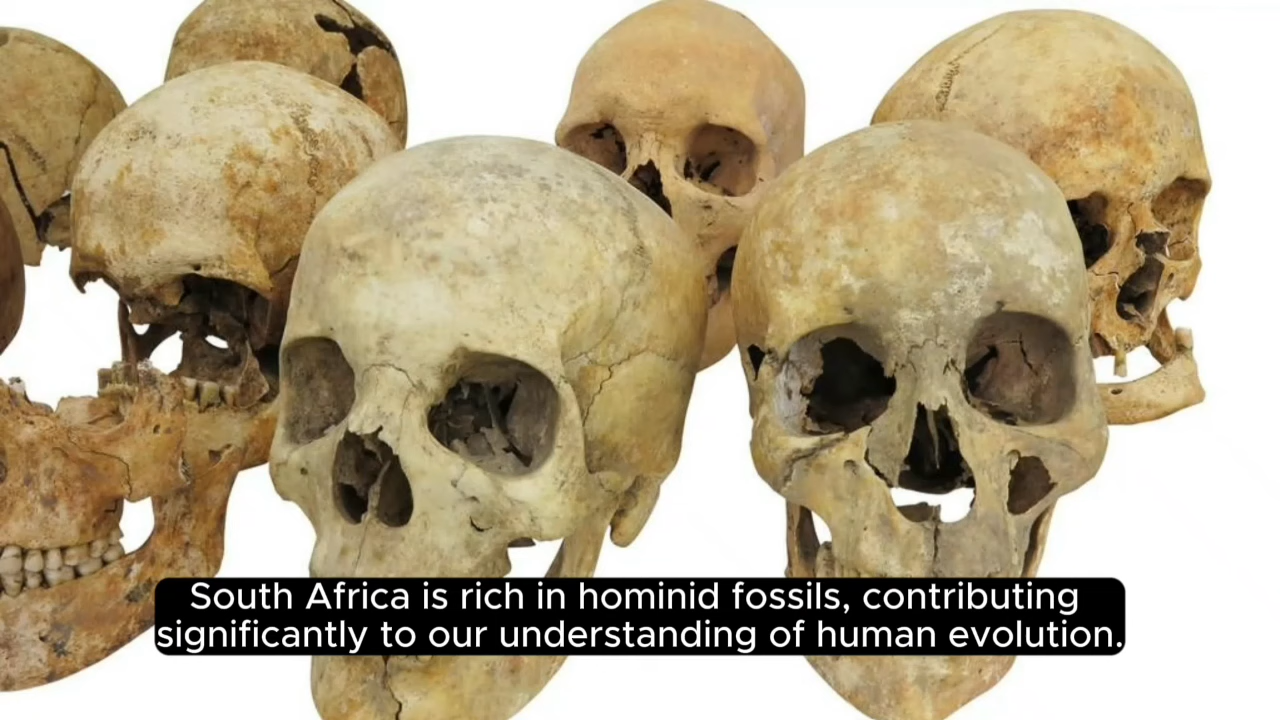 South Africa is rich in hominid fossils, contributing
significantly to our understanding of human evolution.